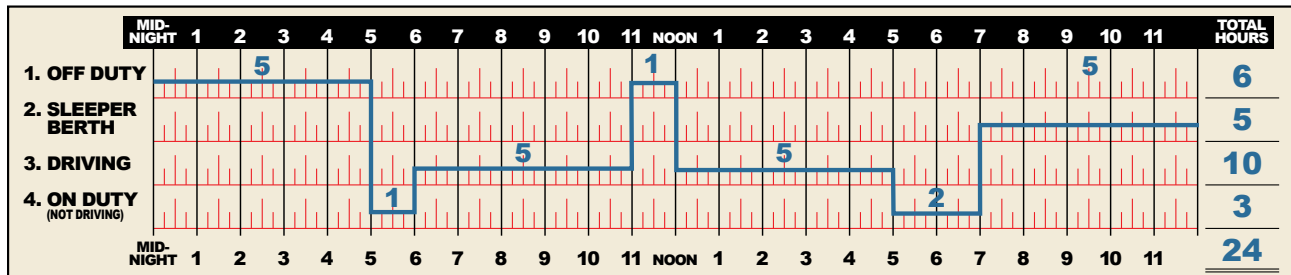 MID-NIGHT 1 2 3 4 5 6 7 8 9 10 11 NOON 1 2 3 4 5 6 7 8 9 10 11 TOTAL HOURS
1. OFF DUTY 5 1 5 6
2. SLEEPER BERTH 5
3. DRIVING 5 5 10
4. ON DUTY (NOT DRIVING) 1 2 3
MID-NIGHT 1 2 3 4 5 6 7 8 9 10 11 NOON 1 2 3 4 5 6 7 8 9 10 11 24